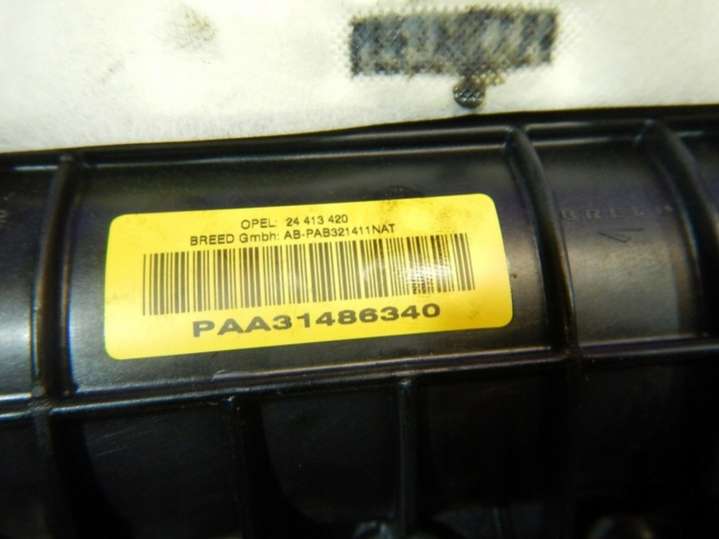 OPEL: 24 413 420
BREED Gmbh: AB-PAB321411NAT
PAA31486340